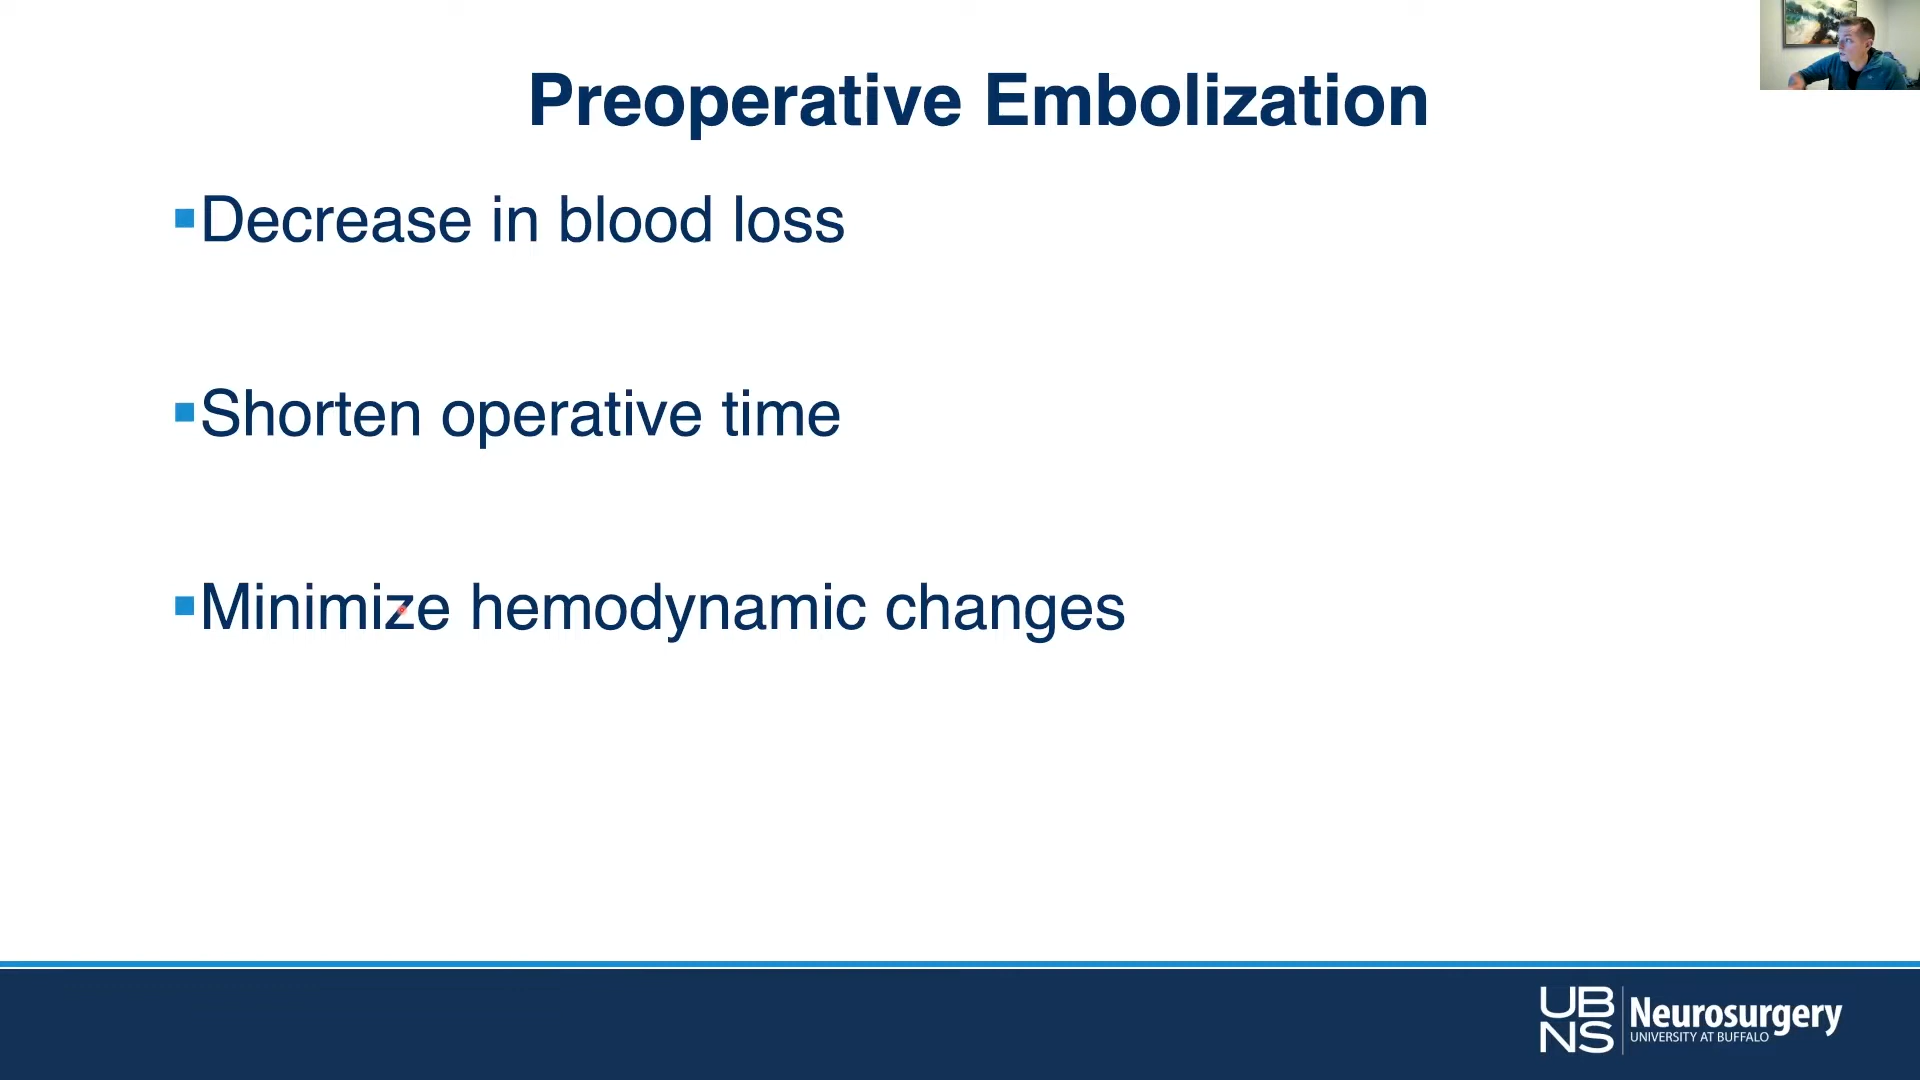 Preoperative Embolization
▪Decrease in blood loss
▪Shorten operative time
▪Minimize hemodynamic changes
UB
NS
Neurosurgery
UNIVERSITY AT BUFFALO